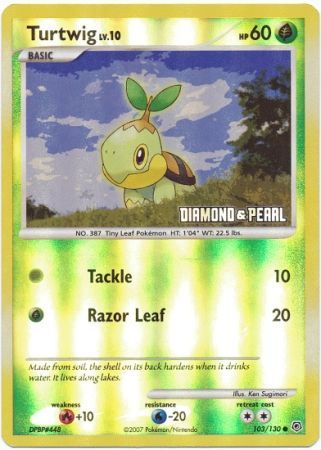 Turtwig LV.10 HP 60
BASIC
DIAMOND & PEARL
NO. 387 Tiny Leaf Pokémon HT: 1'04" WT: 22.5 lbs.
Tackle 10
Razor Leaf 20
Made from soil, the shell on its back hardens when it drinks
water. It lives along lakes.
Illus. Ken Sugimori
weakness resistance retreat cost
+10 -20
DPBP#448 ©2007 Pokémon/Nintendo 103/130